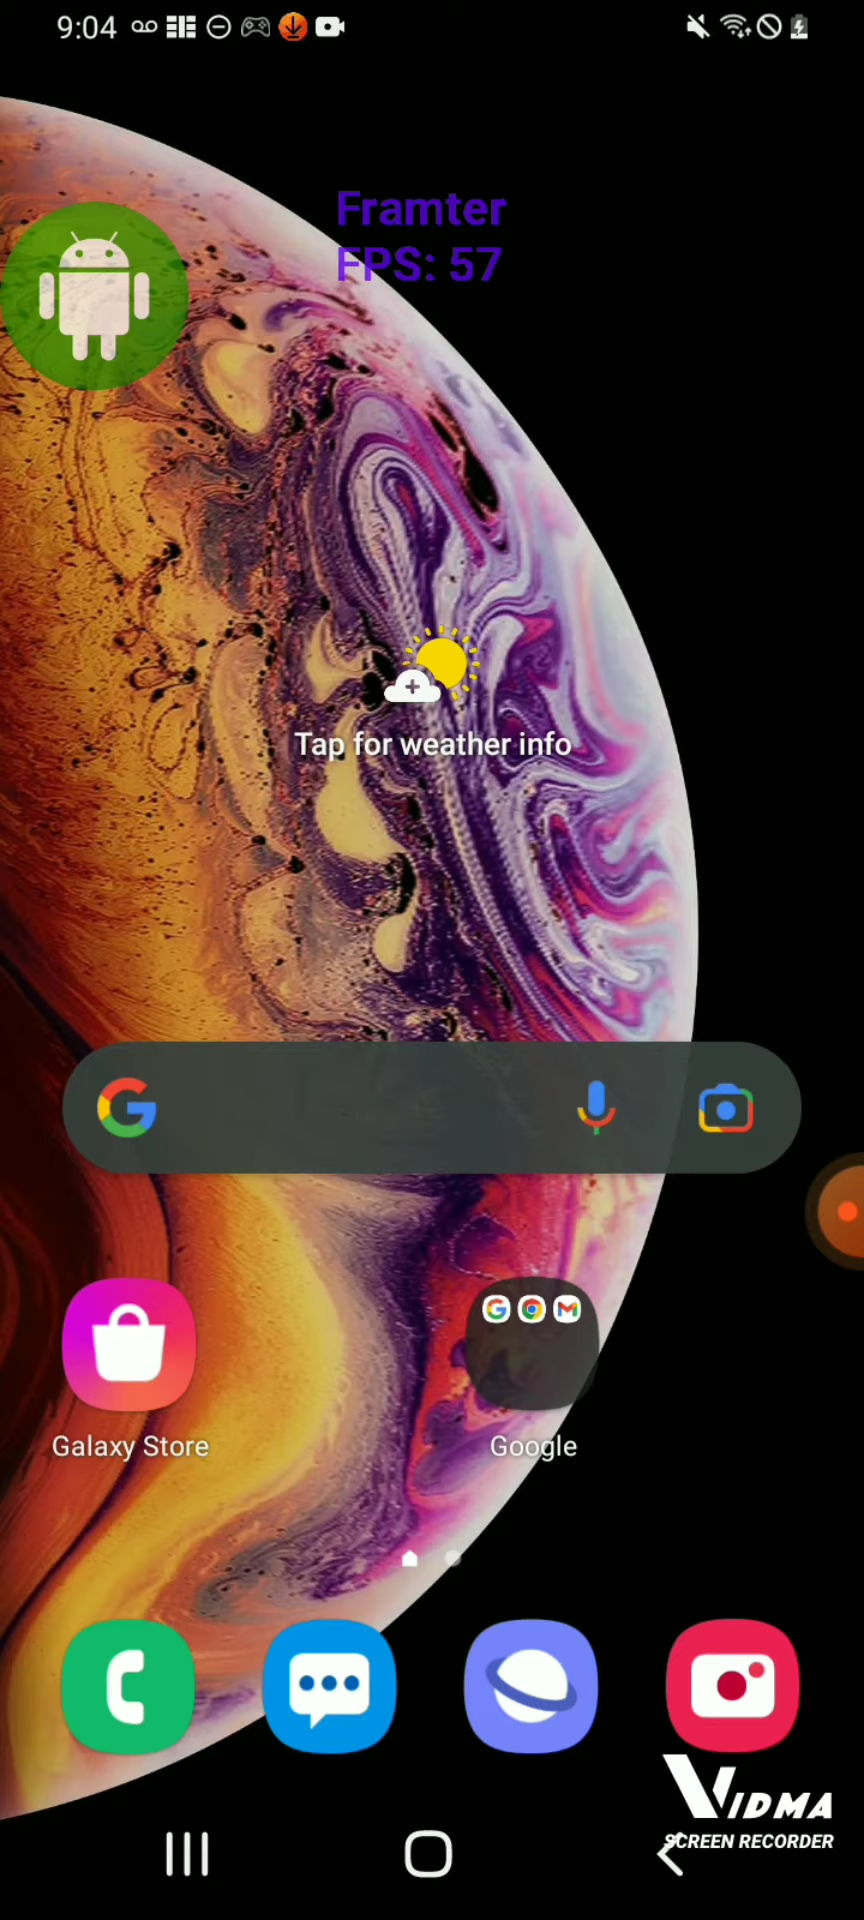 9:04
Framter
FPS: 57
Tap for weather info
Galaxy Store
Google
VIDMA
SCREEN RECORDER